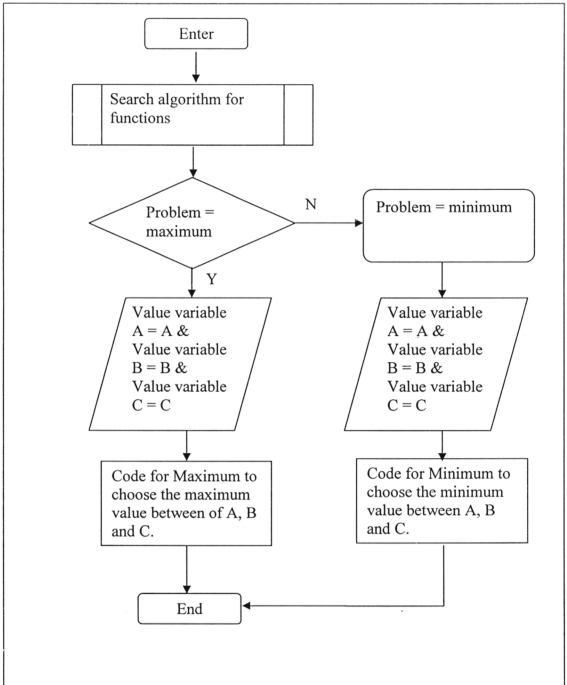 Enter
Search algorithm for
functions
Problem =
maximum
N
Problem = minimum
Y
Value variable
A = A &
Value variable
B = B &
Value variable
C = C
Value variable
A = A &
Value variable
B = B &
Value variable
C = C
Code for Maximum to
choose the maximum
value between of A, B
and C.
Code for Minimum to
choose the minimum
value between A, B
and C.
End